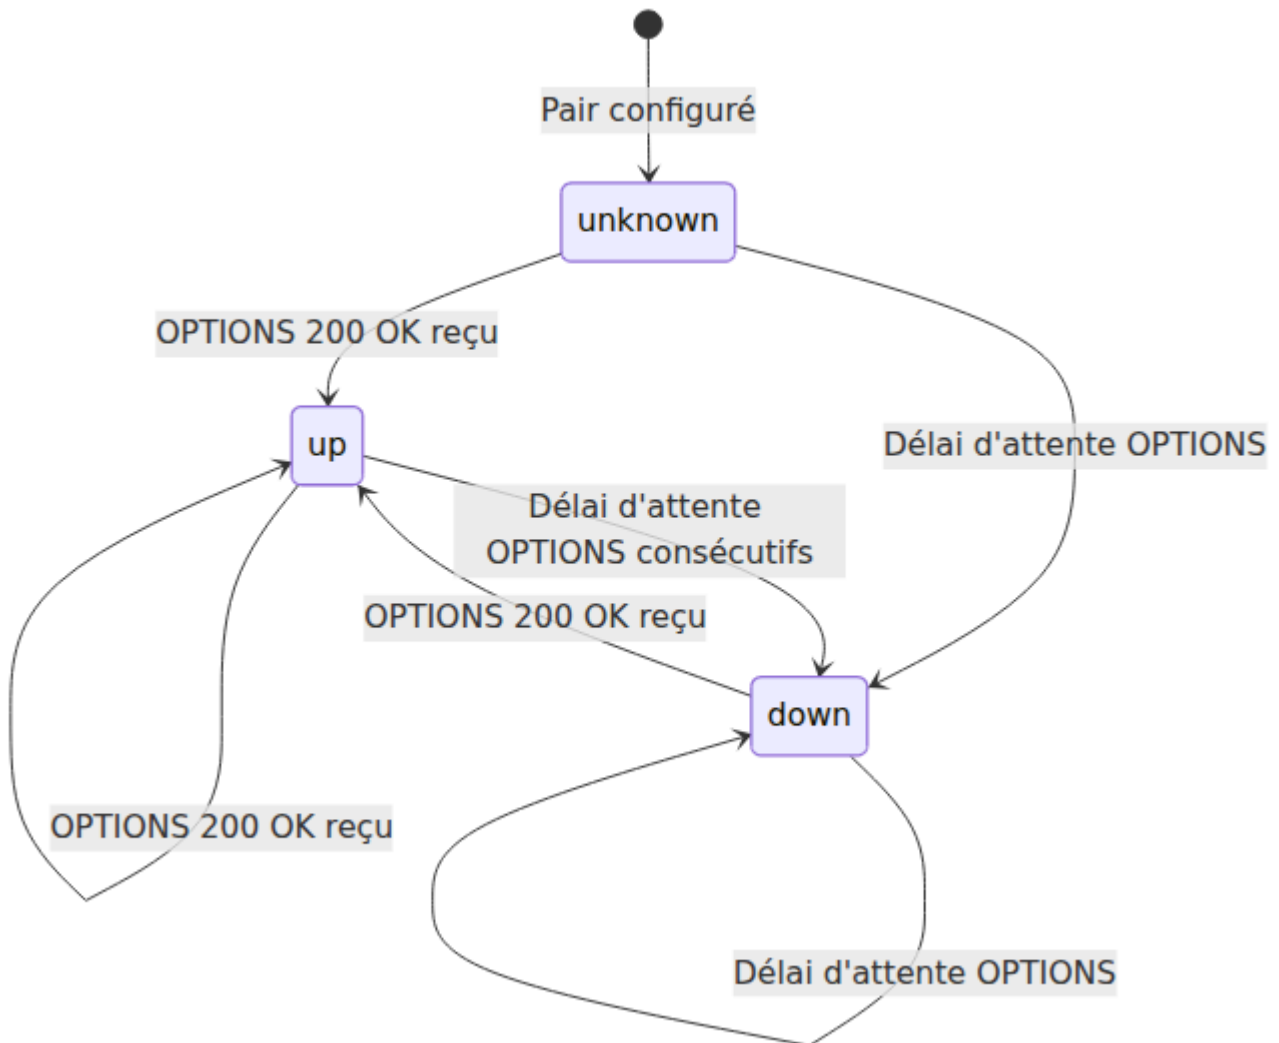 Pair configuré
unknown
OPTIONS 200 OK reçu
up
Délai d'attente OPTIONS
Délai d'attente
OPTIONS consécutifs
OPTIONS 200 OK reçu
down
OPTIONS 200 OK reçu
Délai d'attente OPTIONS